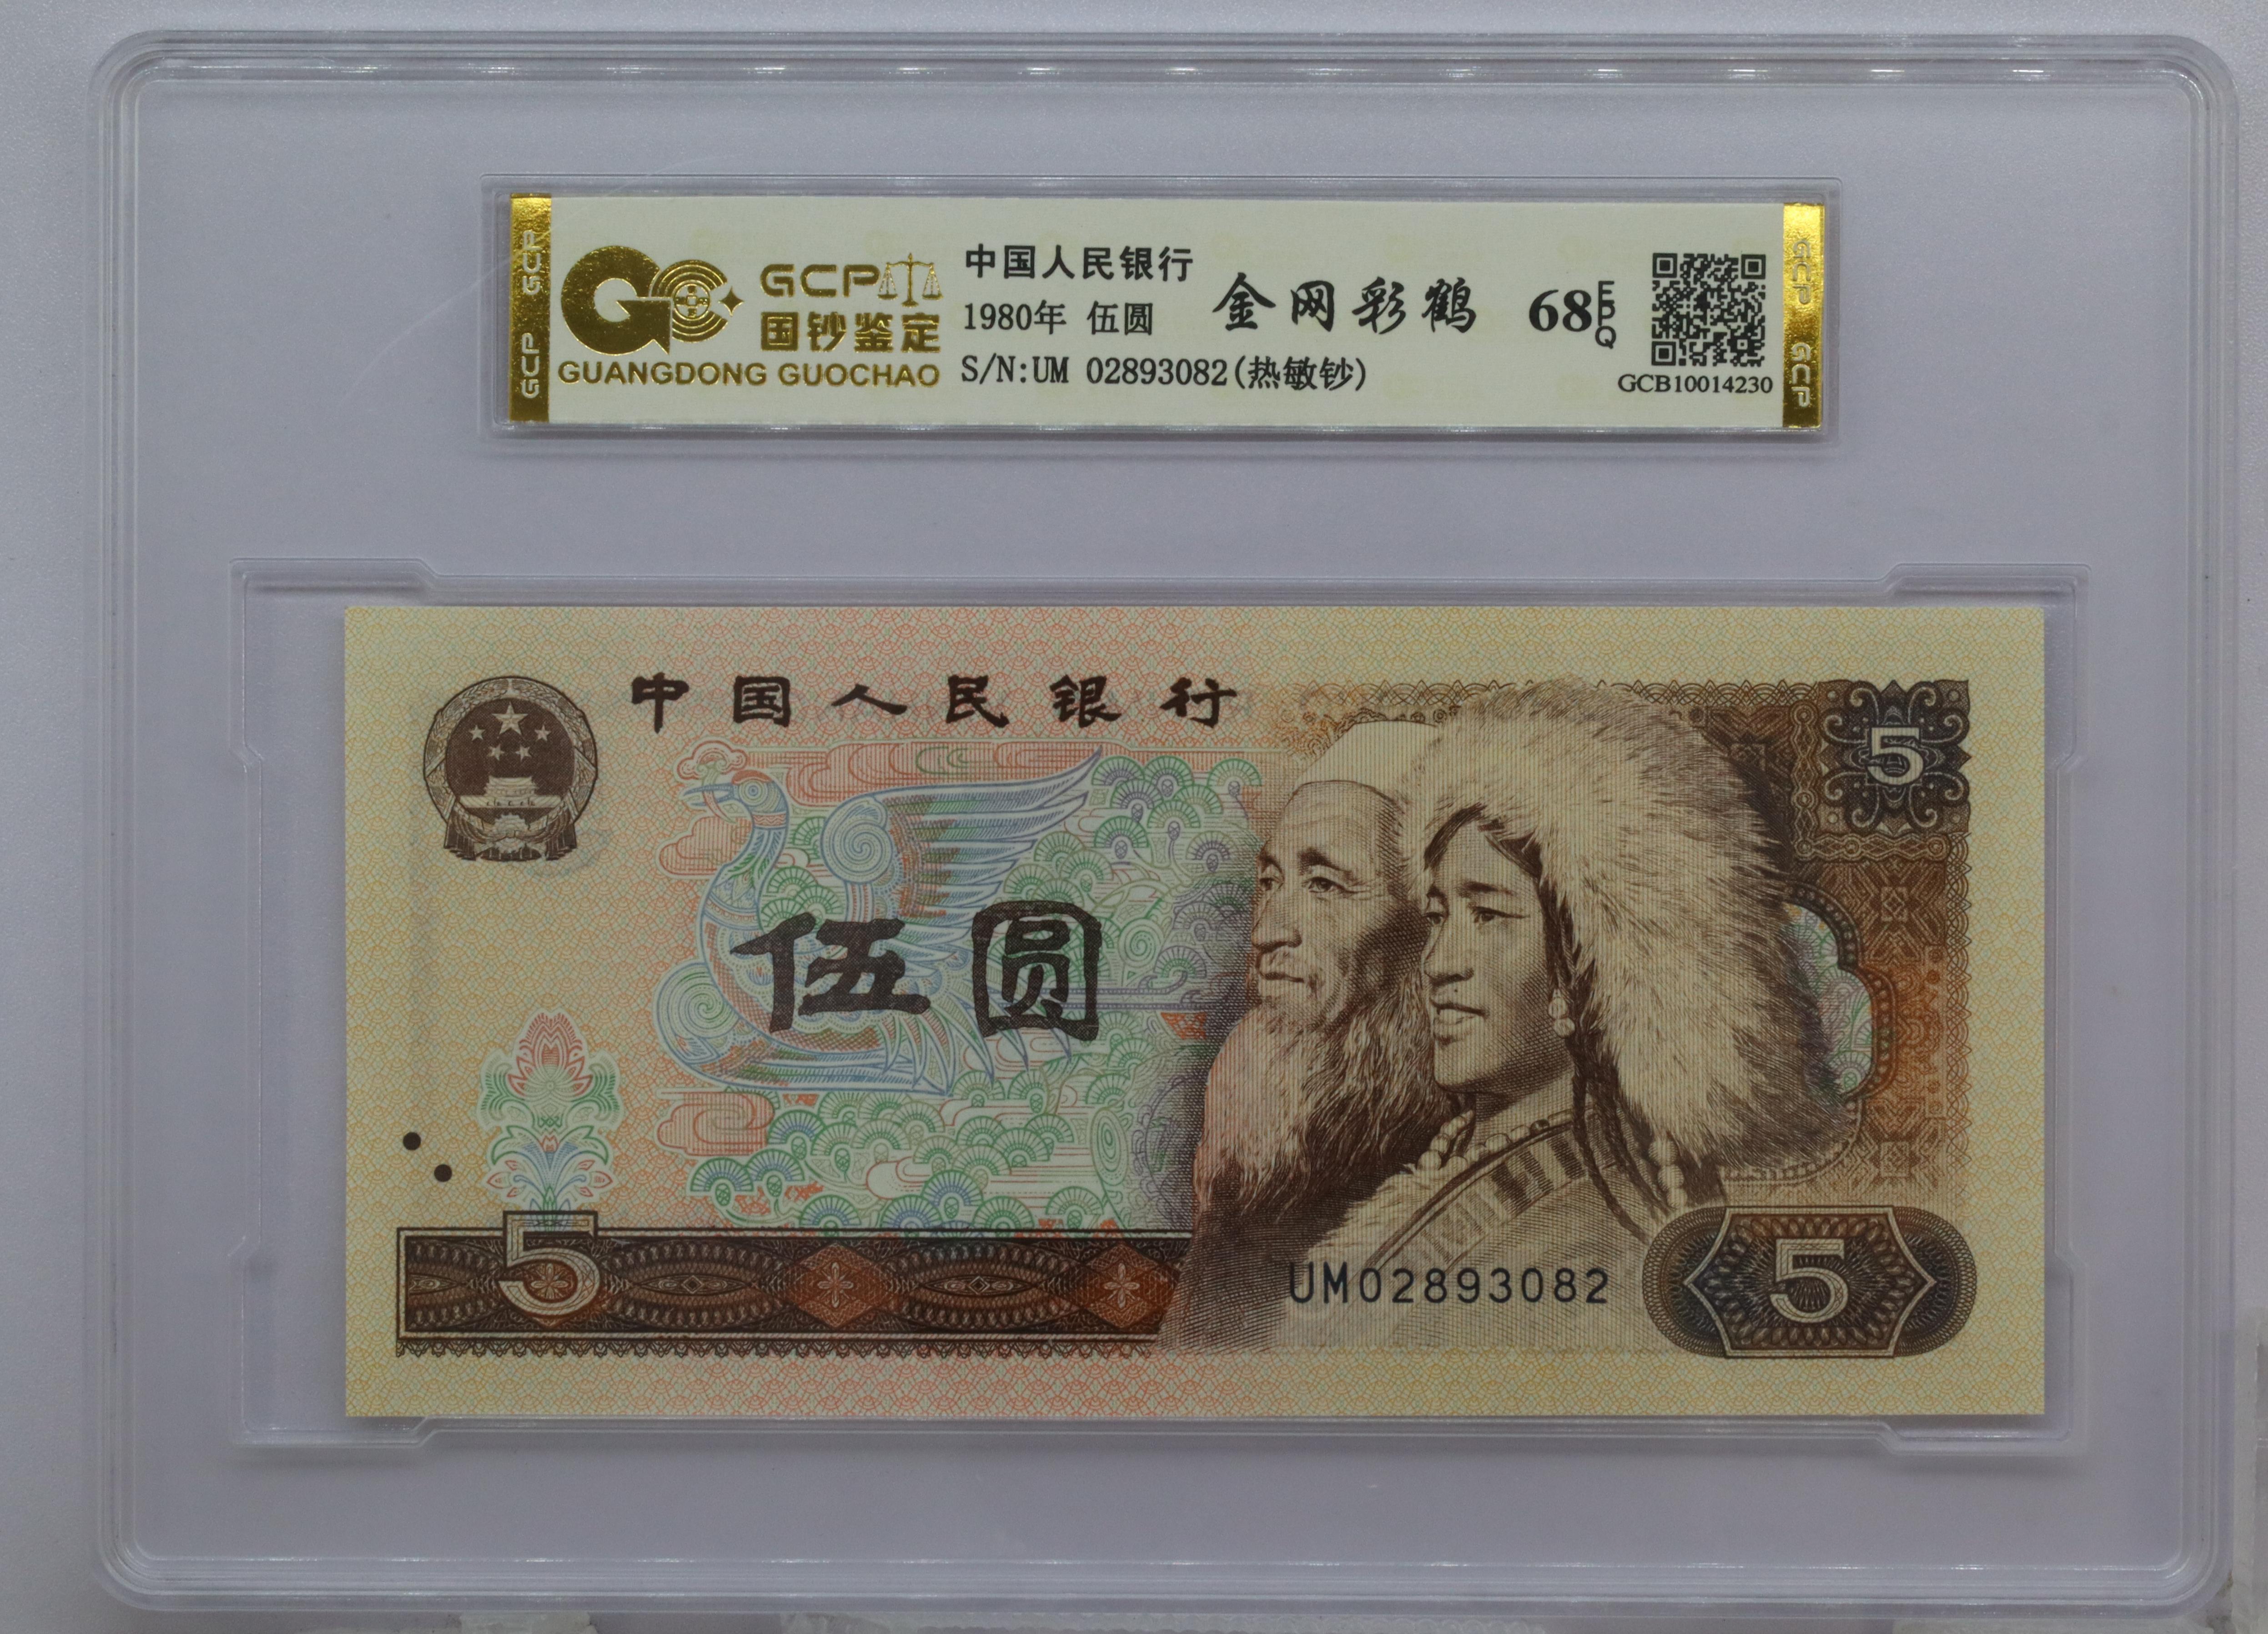 GCP GCP
GCP
国钞鉴定
GUANGDONG GUOCHAO
中国人民银行
1980年 伍圆
S/N:UM 02893082(热敏钞)
金网彩鹤
68 EPQ
GCB10014230
GCP GCP
中国人民银行
5
伍圆
5
UM02893082
5